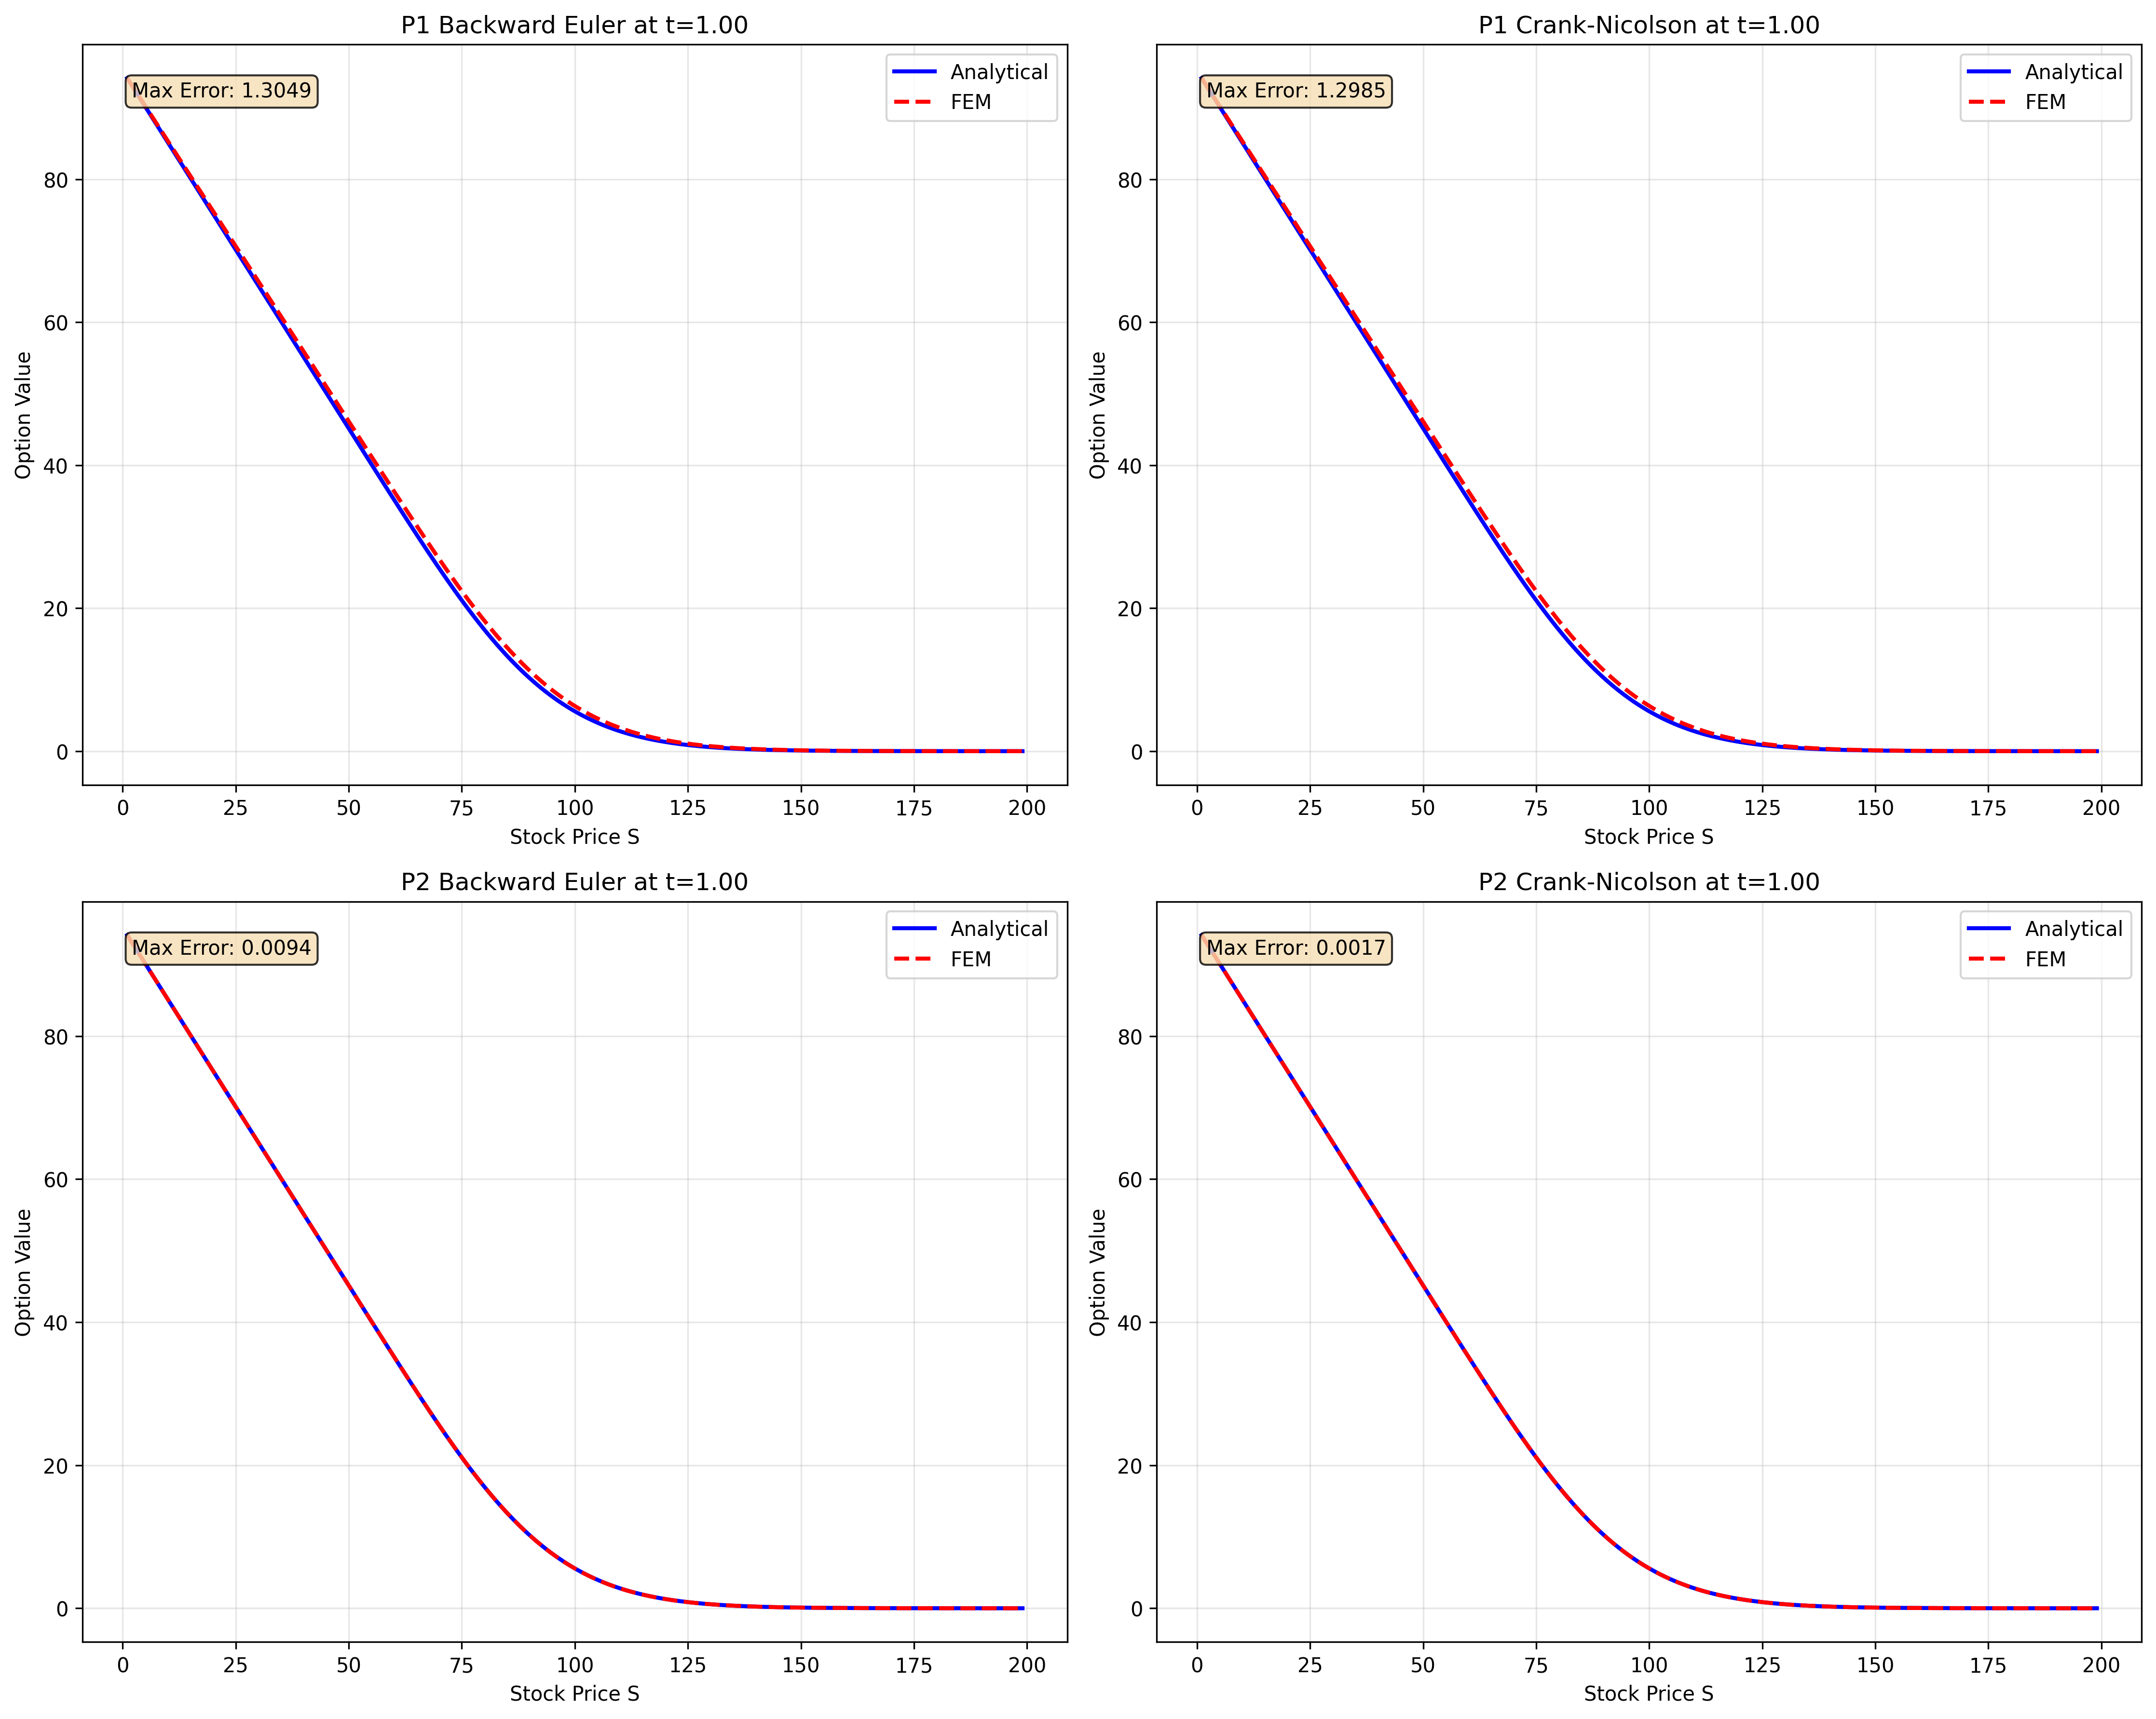 P1 Backward Euler at t=1.00
Max Error: 1.3049
Analytical
FEM
Option Value
80
60
40
20
0
0 25 50 75 100 125 150 175 200
Stock Price S
P1 Crank-Nicolson at t=1.00
Max Error: 1.2985
Analytical
FEM
Option Value
80
60
40
20
0
0 25 50 75 100 125 150 175 200
Stock Price S
P2 Backward Euler at t=1.00
Max Error: 0.0094
Analytical
FEM
Option Value
80
60
40
20
0
0 25 50 75 100 125 150 175 200
Stock Price S
P2 Crank-Nicolson at t=1.00
Max Error: 0.0017
Analytical
FEM
Option Value
80
60
40
20
0
0 25 50 75 100 125 150 175 200
Stock Price S